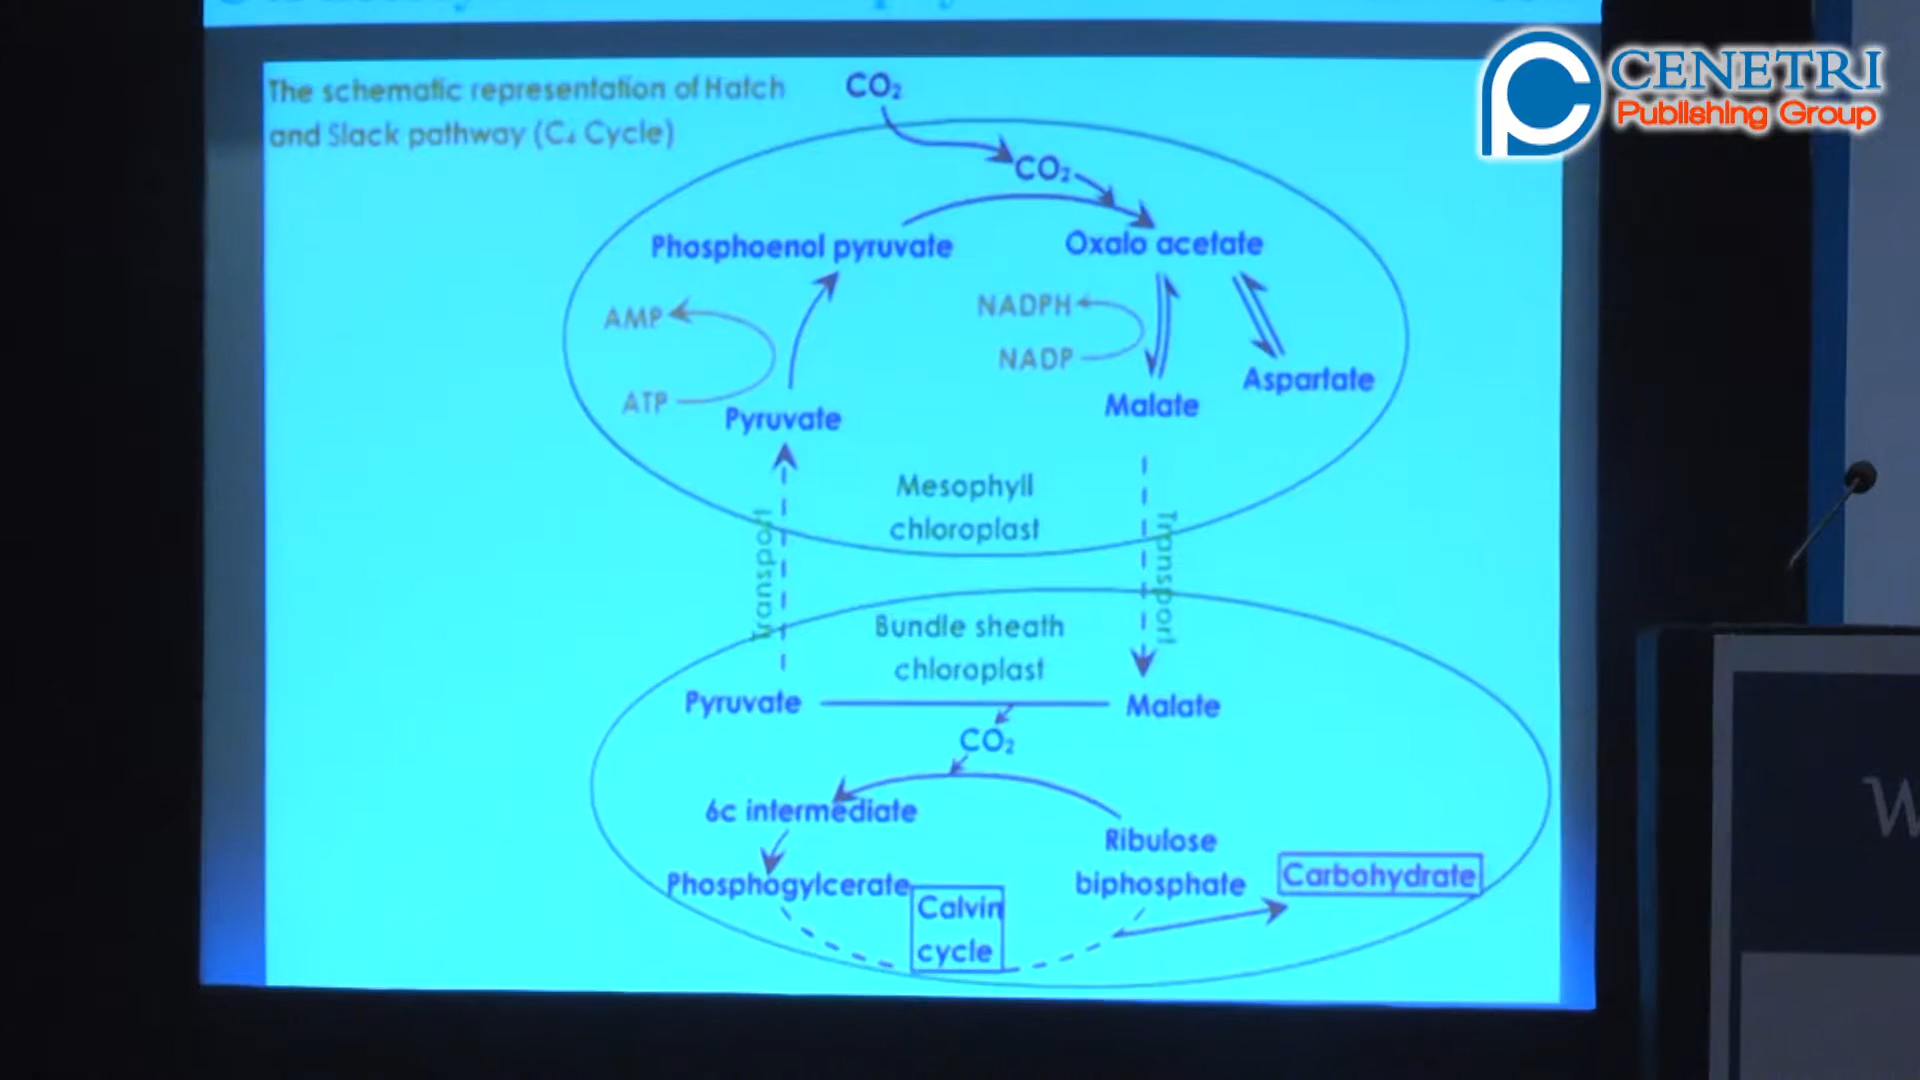 The schematic representation of Hatch
and Slack pathway (C₄ Cycle)
CO₂
CO₂
Phosphoenol pyruvate
Oxalo acetate
AMP
NADPH
NADP
ATP
Pyruvate
Malate
Aspartate
Mesophyll
chloroplast
Transport
Transport
Bundle sheath
chloroplast
Pyruvate
Malate
CO₂
6c intermediate
Ribulose
biphosphate
Phosphogylcerate
Carbohydrate
Calvin
cycle
CENETRI
Publishing Group
W